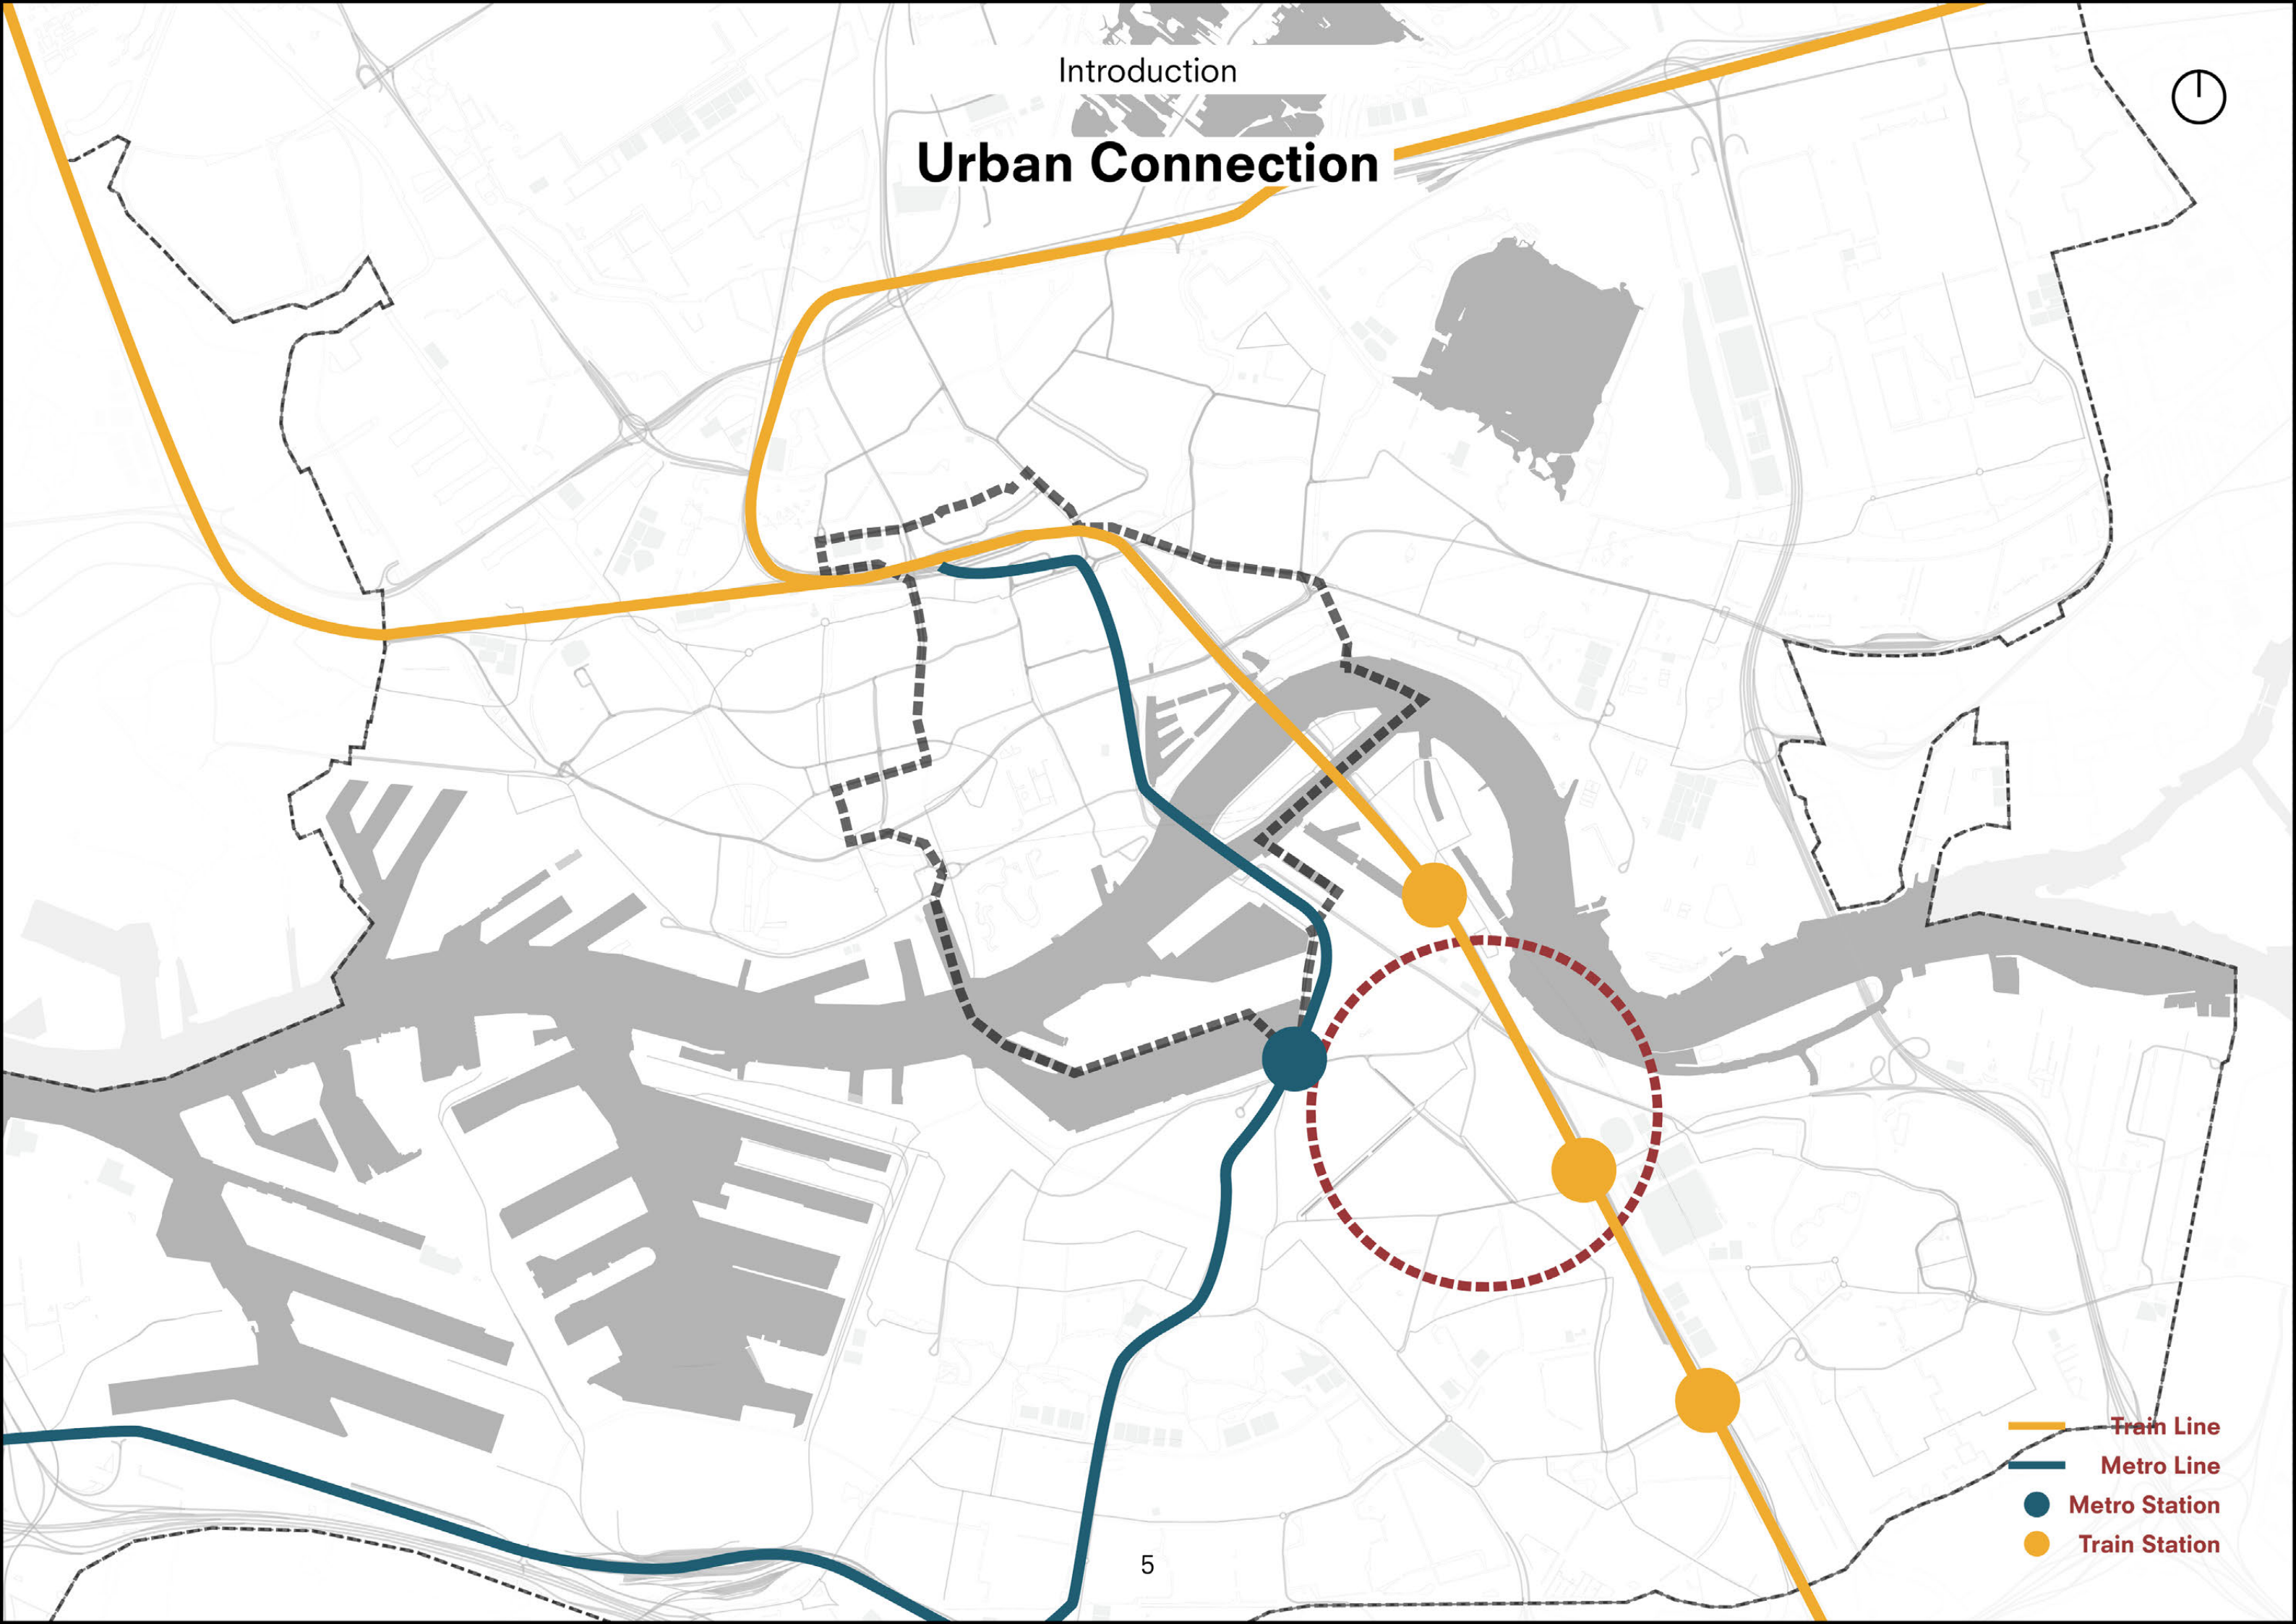 Introduction
Urban Connection
Train Line
Metro Line
Metro Station
Train Station
5